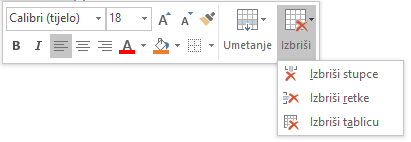 Calibri (tijelo) 18 A A
B I A Umetanje Izbriši
Izbriši stupce
Izbriši retke
Izbriši tablicu